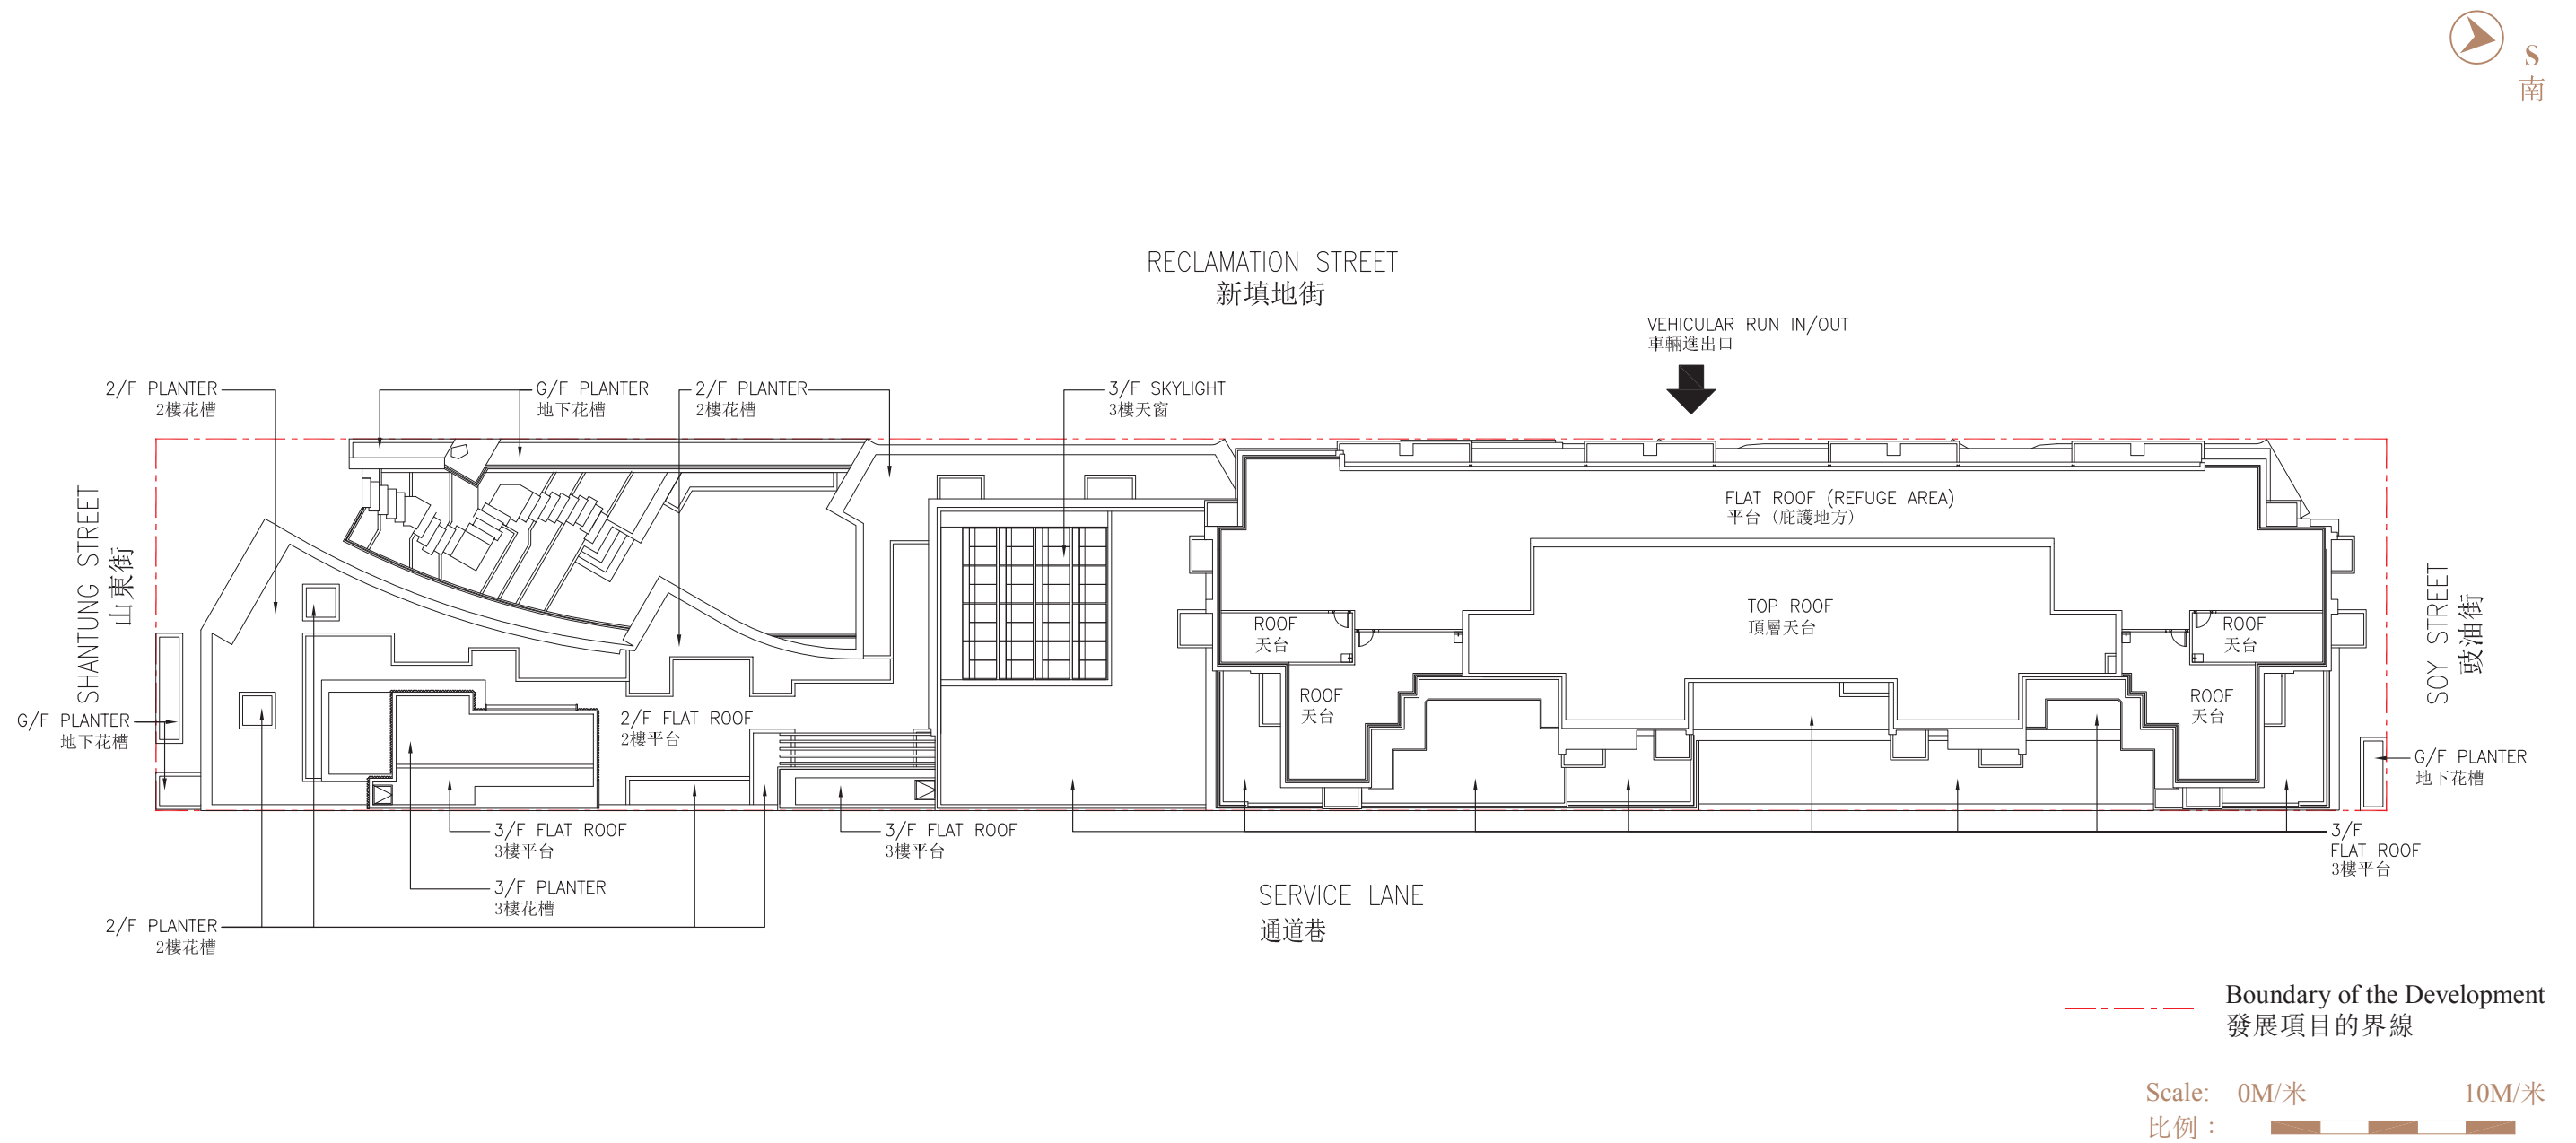 S
南
RECLAMATION STREET
新填地街
VEHICULAR RUN IN/OUT
車輛進出口
2/F PLANTER
2樓花槽
G/F PLANTER
地下花槽
2/F PLANTER
2樓花槽
3/F SKYLIGHT
3樓天窗
SHANTUNG STREET
山東街
FLAT ROOF (REFUGE AREA)
平台 (庇護地方)
TOP ROOF
頂層天台
ROOF
天台
ROOF
天台
ROOF
天台
ROOF
天台
SOY STREET
豉油街
G/F PLANTER
地下花槽
2/F FLAT ROOF
2樓平台
G/F PLANTER
地下花槽
3/F FLAT ROOF
3樓平台
3/F FLAT ROOF
3樓平台
3/F
FLAT ROOF
3樓平台
3/F PLANTER
3樓花槽
SERVICE LANE
通道巷
2/F PLANTER
2樓花槽
Boundary of the Development
發展項目的界線
Scale: 0M/米 10M/米
比例：